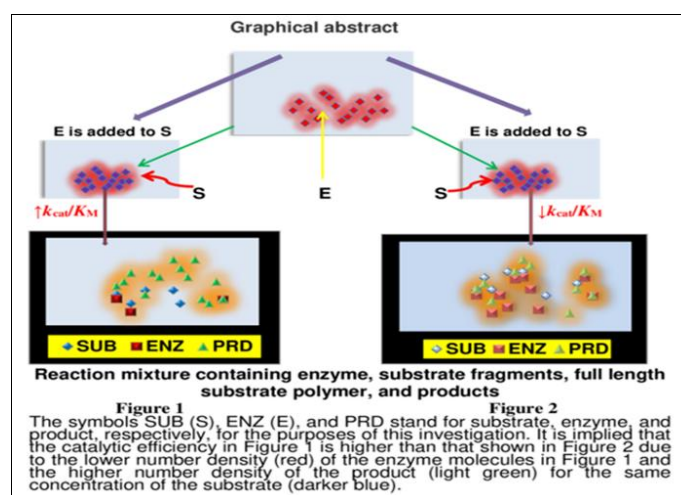 Graphical abstract
E is added to S
E is added to S
S
E
S
↑kcat/KM
↓kcat/KM
SUB ENZ PRD
SUB ENZ PRD
Reaction mixture containing enzyme, substrate fragments, full length
substrate polymer, and products
Figure 1
Figure 2
The symbols SUB (S), ENZ (E), and PRD stand for substrate, enzyme, and
product, respectively, for the purposes of this investigation. It is implied that
the catalytic efficiency in Figure 1 is higher than that shown in Figure 2 due
to the lower number density (red) of the enzyme molecules in Figure 1 and
the higher number density of the product (light green) for the same
concentration of the substrate (darker blue).